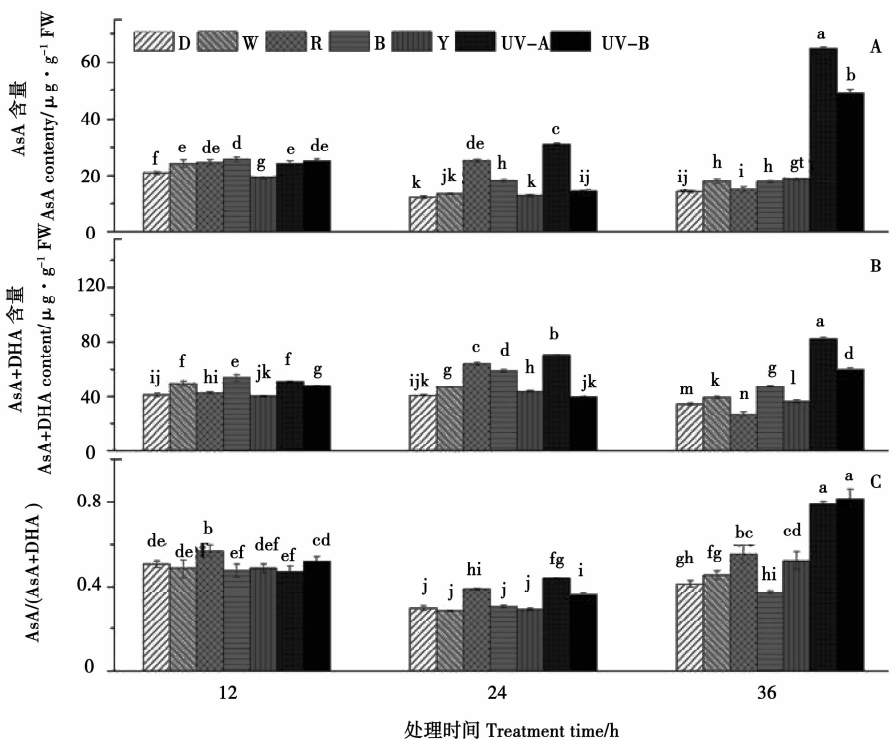 D W R B Y UV-A UV-B
A
AsA 含量
AsA contenty/μg·g⁻¹ FW
60
40
20
0
f e de d g e de
k jk de h k c ij
ij h i h gt a b
B
AsA+DHA 含量
AsA+DHA content/μg·g⁻¹ FW
120
80
40
0
ij f hi e jk f g
ijk g c d h b jk
m k n g l a d
C
AsA/(AsA+DHA)
0.8
0.4
0
de de b ef def ef cd
j j hi j j fg i
gh fg bc hi cd a a
12 24 36
处理时间 Treatment time/h